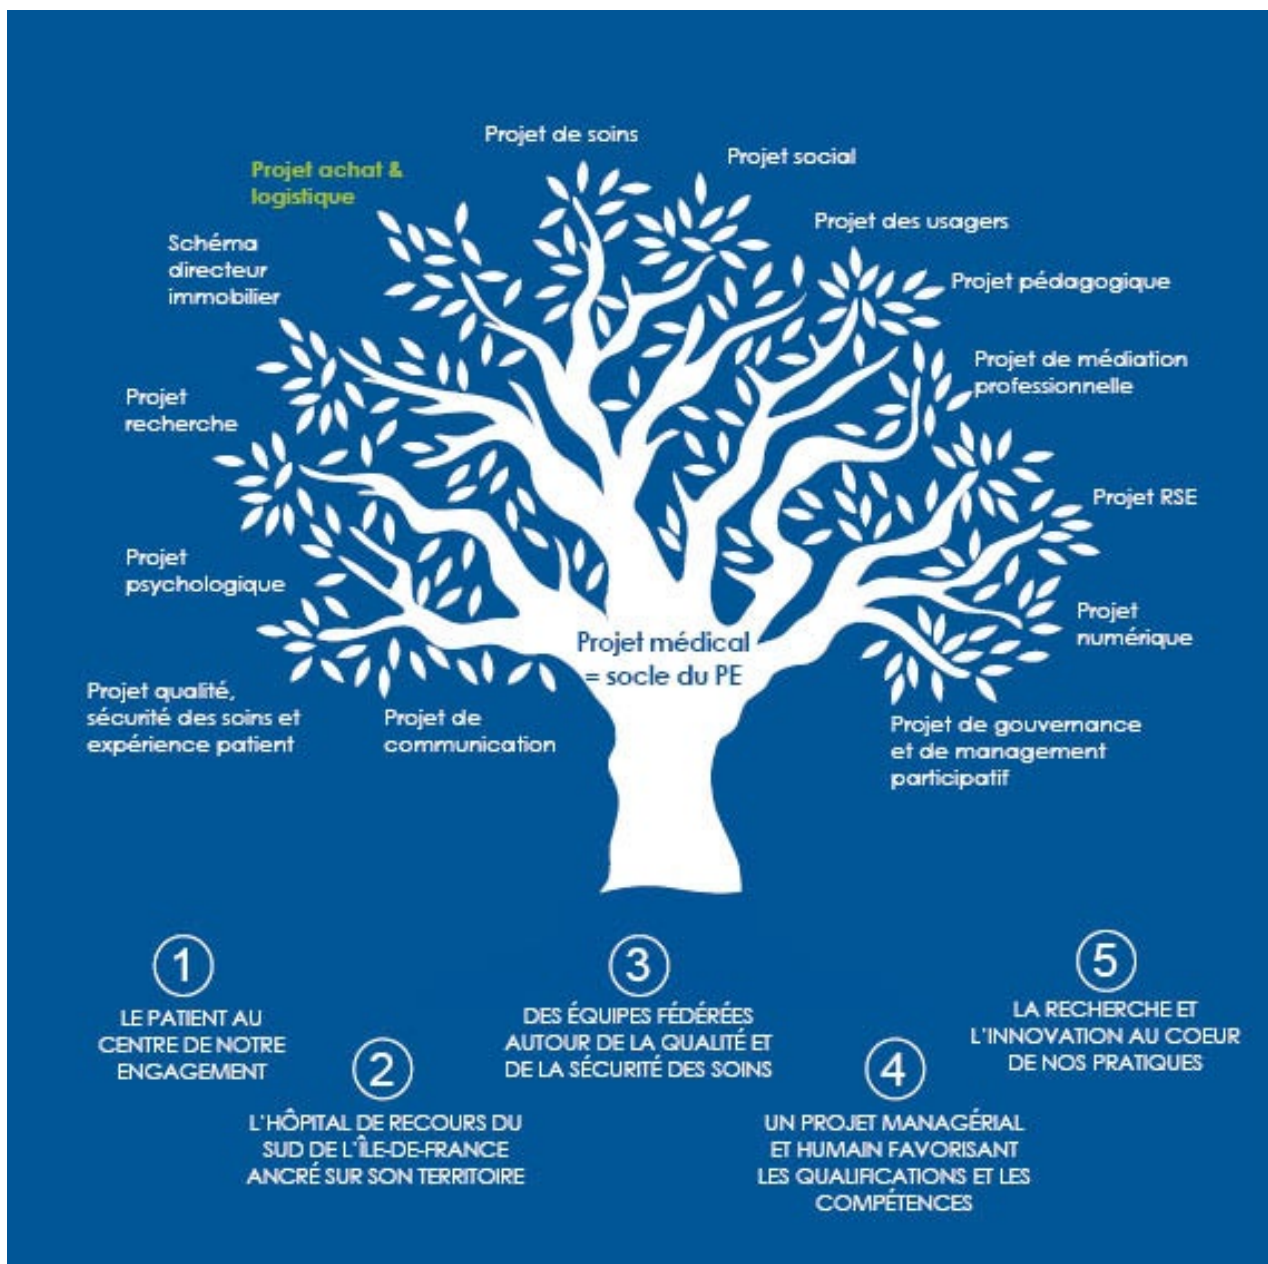 Projet de soins
Projet social
Projet achat &
logistique
Projet des usagers
Schéma
directeur
immobilier
Projet pédagogique
Projet de médiation
professionnelle
Projet
recherche
Projet RSE
Projet
psychologique
Projet
numérique
Projet médical
= socle du PE
Projet qualité,
sécurité des soins et
expérience patient
Projet de
communication
Projet de gouvernance
et de management
participatif
1
LE PATIENT AU
CENTRE DE NOTRE
ENGAGEMENT
2
L'HÔPITAL DE RECOURS DU
SUD DE L'ÎLE-DE-FRANCE
ANCRÉ SUR SON TERRITOIRE
3
DES ÉQUIPES FÉDÉRÉES
AUTOUR DE LA QUALITÉ ET
DE LA SÉCURITÉ DES SOINS
4
UN PROJET MANAGÉRIAL
ET HUMAIN FAVORISANT
LES QUALIFICATIONS ET LES
COMPÉTENCES
5
LA RECHERCHE ET
L'INNOVATION AU COEUR
DE NOS PRATIQUES